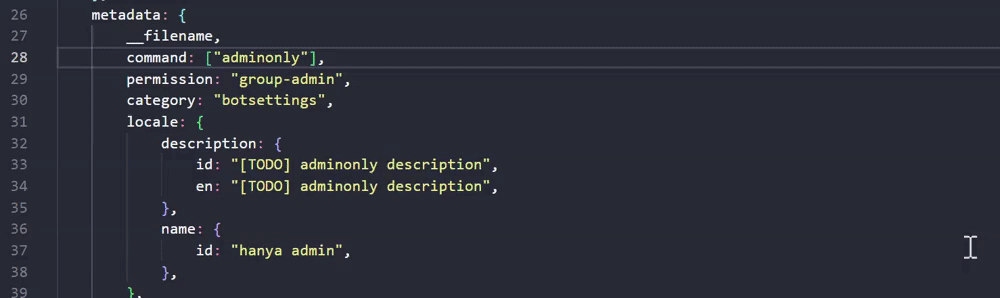 26 metadata: {
27 __filename,
28 command: ["adminonly"],
29 permission: "group-admin",
30 category: "botsettings",
31 locale: {
32 description: {
33 id: "[TODO] adminonly description",
34 en: "[TODO] adminonly description",
35 },
36 name: {
37 id: "hanya admin",
38 },
39 },